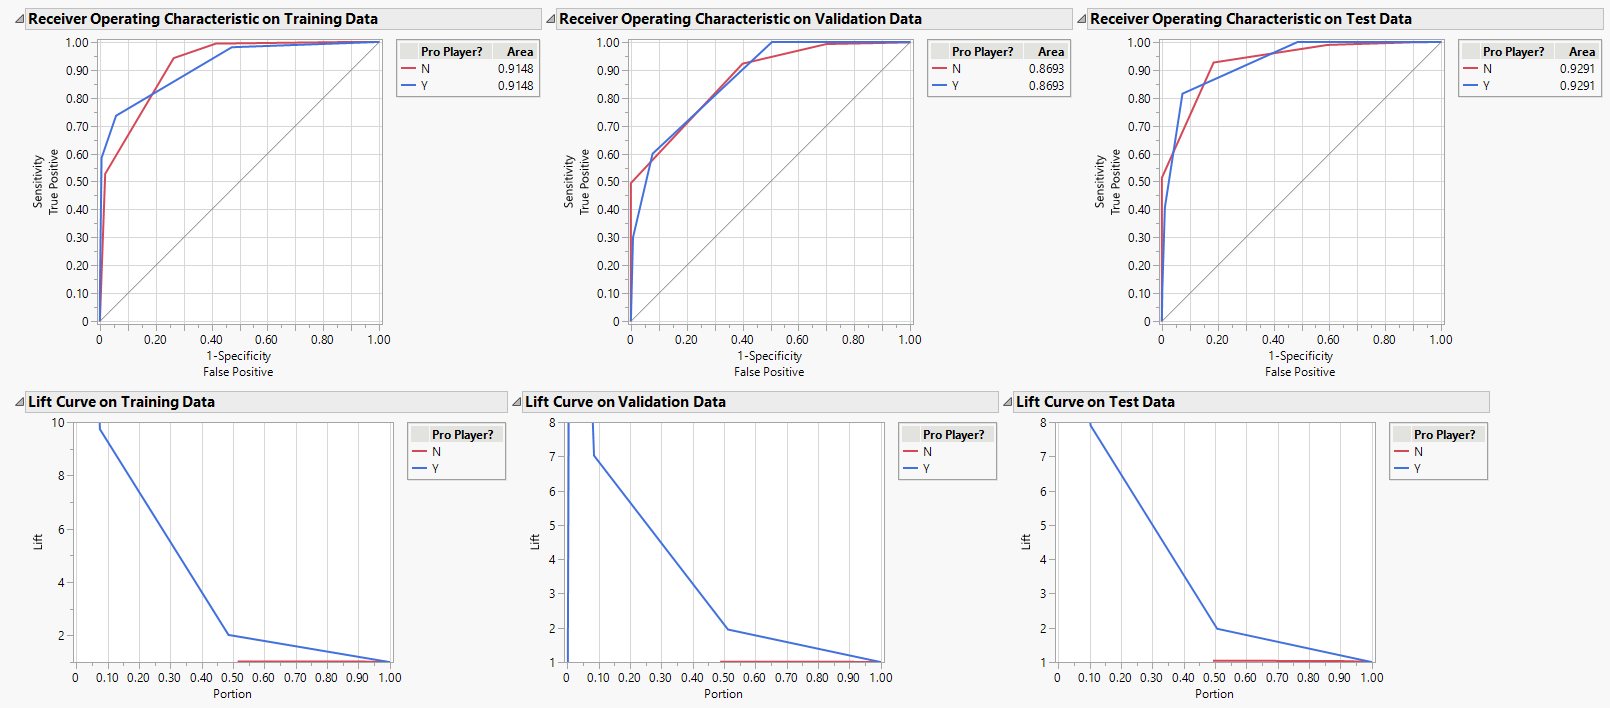 Receiver Operating Characteristic on Training Data
1.00
0.90
0.80
0.70
0.60
0.50
0.40
0.30
0.20
0.10
0
Sensitivity
True Positive
0 0.20 0.40 0.60 0.80 1.00
1-Specificity
False Positive
Pro Player? Area
N 0.9148
Y 0.9148
Receiver Operating Characteristic on Validation Data
1.00
0.90
0.80
0.70
0.60
0.50
0.40
0.30
0.20
0.10
0
Sensitivity
True Positive
0 0.20 0.40 0.60 0.80 1.00
1-Specificity
False Positive
Pro Player? Area
N 0.8693
Y 0.8693
Receiver Operating Characteristic on Test Data
1.00
0.90
0.80
0.70
0.60
0.50
0.40
0.30
0.20
0.10
0
Sensitivity
True Positive
0 0.20 0.40 0.60 0.80 1.00
1-Specificity
False Positive
Pro Player? Area
N 0.9291
Y 0.9291
Lift Curve on Training Data
10
8
6
4
2
Lift
0 0.10 0.20 0.30 0.40 0.50 0.60 0.70 0.80 0.90 1.00
Portion
Pro Player?
N
Y
Lift Curve on Validation Data
8
7
6
5
4
3
2
1
Lift
0 0.10 0.20 0.30 0.40 0.50 0.60 0.70 0.80 0.90 1.00
Portion
Pro Player?
N
Y
Lift Curve on Test Data
8
7
6
5
4
3
2
1
Lift
0 0.10 0.20 0.30 0.40 0.50 0.60 0.70 0.80 0.90 1.00
Portion
Pro Player?
N
Y